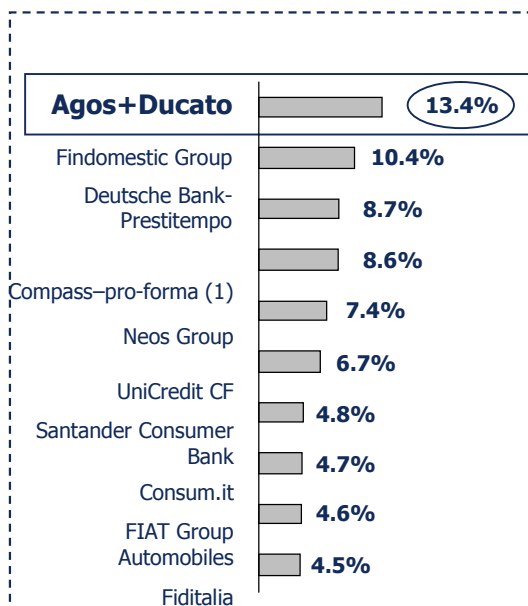 Agos+Ducato 13.4%
Findomestic Group 10.4%
Deutsche Bank-
Prestitempo 8.7%
8.6%
Compass–pro-forma (1)
7.4%
Neos Group
6.7%
UniCredit CF
4.8%
Santander Consumer
Bank
4.7%
Consum.it
4.6%
FIAT Group
Automobiles
4.5%
Fiditalia